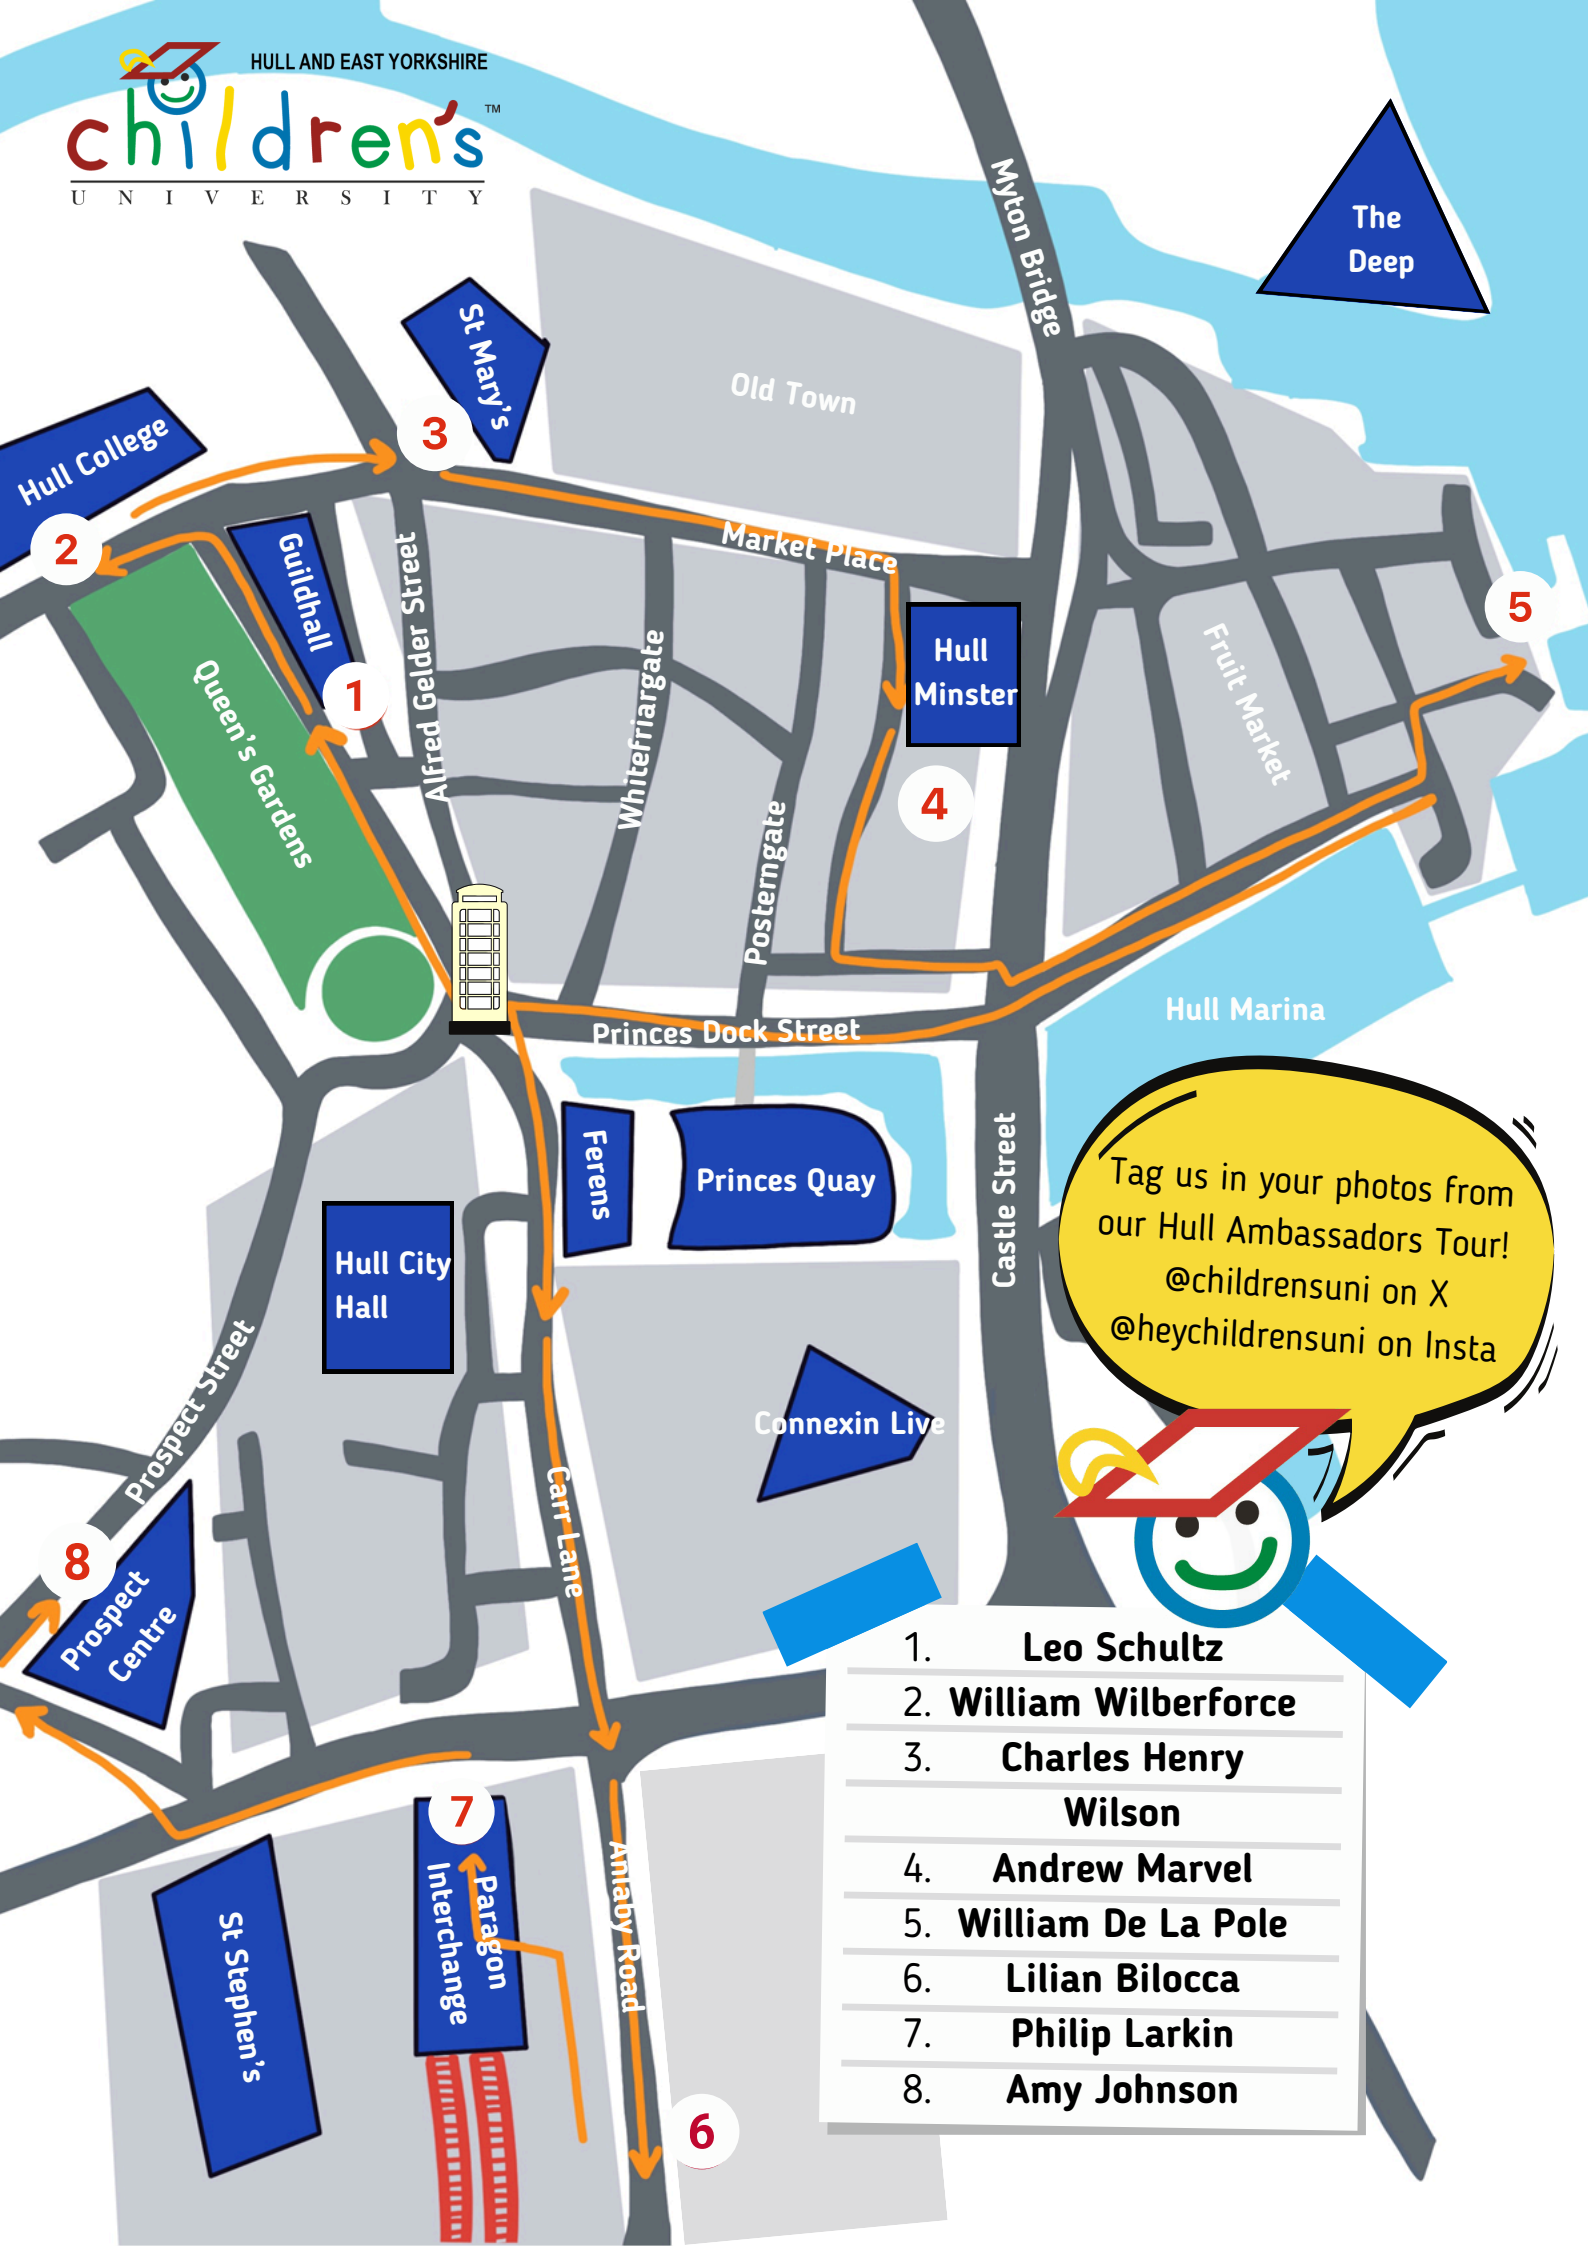 HULL AND EAST YORKSHIRE
children's™
UNIVERSITY
The
Deep
Myton Bridge
St Mary's
Old Town
Hull College
3
2
Guildhall
Market Place
Alfred Gelder Street
5
Hull
Minster
Fruit Market
Whitefriargate
Queen's Gardens
1
4
Posterngate
Hull Marina
Princes Dock Street
Castle Street
Ferens
Princes Quay
Tag us in your photos from
our Hull Ambassadors Tour!
@childrensuni on X
@heychildrensuni on Insta
Hull City
Hall
Prospect Street
Connexin Live
Carr Lane
8
Prospect
Centre
7
Paragon
Interchange
Anlaby Road
St Stephen's
6
1. Leo Schultz
2. William Wilberforce
3. Charles Henry
Wilson
4. Andrew Marvel
5. William De La Pole
6. Lilian Bilocca
7. Philip Larkin
8. Amy Johnson